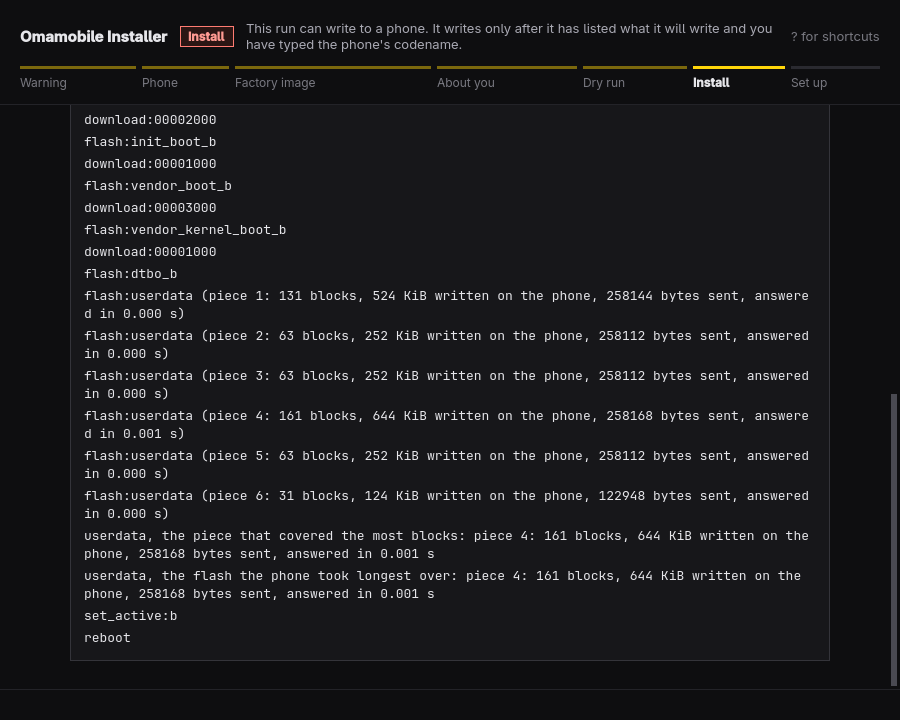 Omamobile Installer
Install
This run can write to a phone. It writes only after it has listed what it will write and you
have typed the phone's codename.
? for shortcuts
Warning
Phone
Factory image
About you
Dry run
Install
Set up
download:00002000
flash:init_boot_b
download:00001000
flash:vendor_boot_b
download:00003000
flash:vendor_kernel_boot_b
download:00001000
flash:dtbo_b
flash:userdata (piece 1: 131 blocks, 524 KiB written on the phone, 258144 bytes sent, answere
d in 0.000 s)
flash:userdata (piece 2: 63 blocks, 252 KiB written on the phone, 258112 bytes sent, answered
in 0.000 s)
flash:userdata (piece 3: 63 blocks, 252 KiB written on the phone, 258112 bytes sent, answered
in 0.000 s)
flash:userdata (piece 4: 161 blocks, 644 KiB written on the phone, 258168 bytes sent, answere
d in 0.001 s)
flash:userdata (piece 5: 63 blocks, 252 KiB written on the phone, 258112 bytes sent, answered
in 0.000 s)
flash:userdata (piece 6: 31 blocks, 124 KiB written on the phone, 122948 bytes sent, answered
in 0.000 s)
userdata, the piece that covered the most blocks: piece 4: 161 blocks, 644 KiB written on the
phone, 258168 bytes sent, answered in 0.001 s
userdata, the flash the phone took longest over: piece 4: 161 blocks, 644 KiB written on the
phone, 258168 bytes sent, answered in 0.001 s
set_active:b
reboot